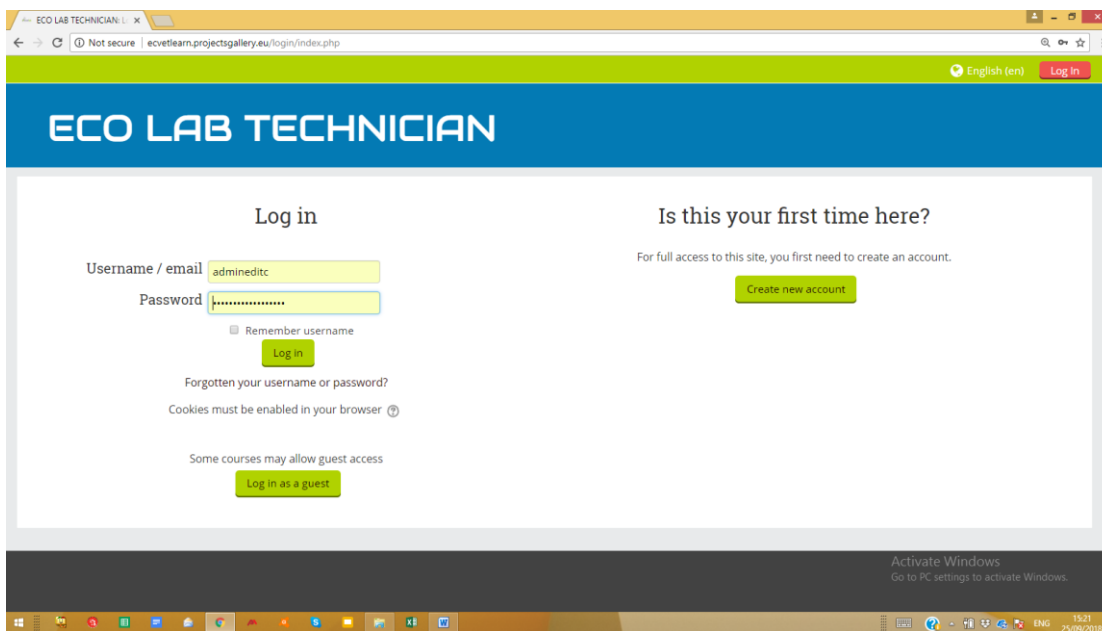 ECO LAB TECHNICIAN: L
Not secure | ecvetlearn.projectsgallery.eu/login/index.php
English (en) Log In
ECO LAB TECHNICIAN
Log in
Username / email admineditc
Password ••••••••••••••••••
Remember username
Log in
Forgotten your username or password?
Cookies must be enabled in your browser
Some courses may allow guest access
Log in as a guest
Is this your first time here?
For full access to this site, you first need to create an account.
Create new account
Activate Windows
Go to PC settings to activate Windows.
ENG 15:21
25/09/2018